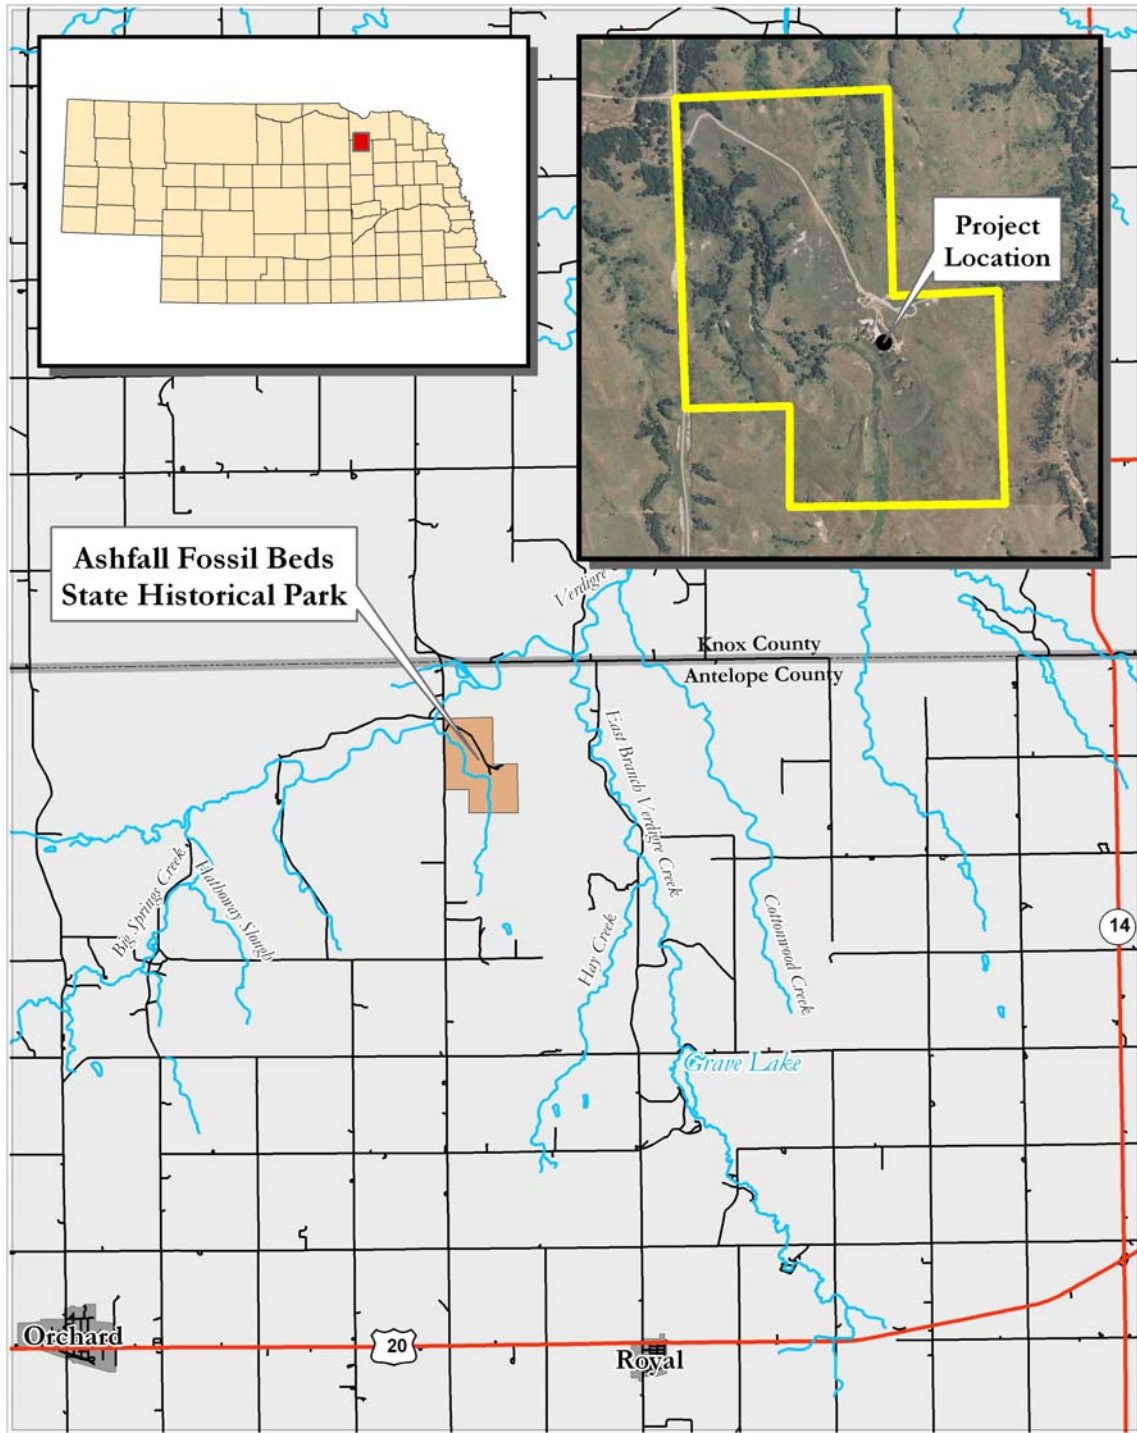 Project
Location
Ashfall Fossil Beds
State Historical Park
Verdigre
Knox County
Antelope County
East Branch Verdigre Creek
Big Springs Creek
Hathoway Slough
Hay Creek
Cottonwood Creek
14
Grave Lake
Orchard
20
Royal